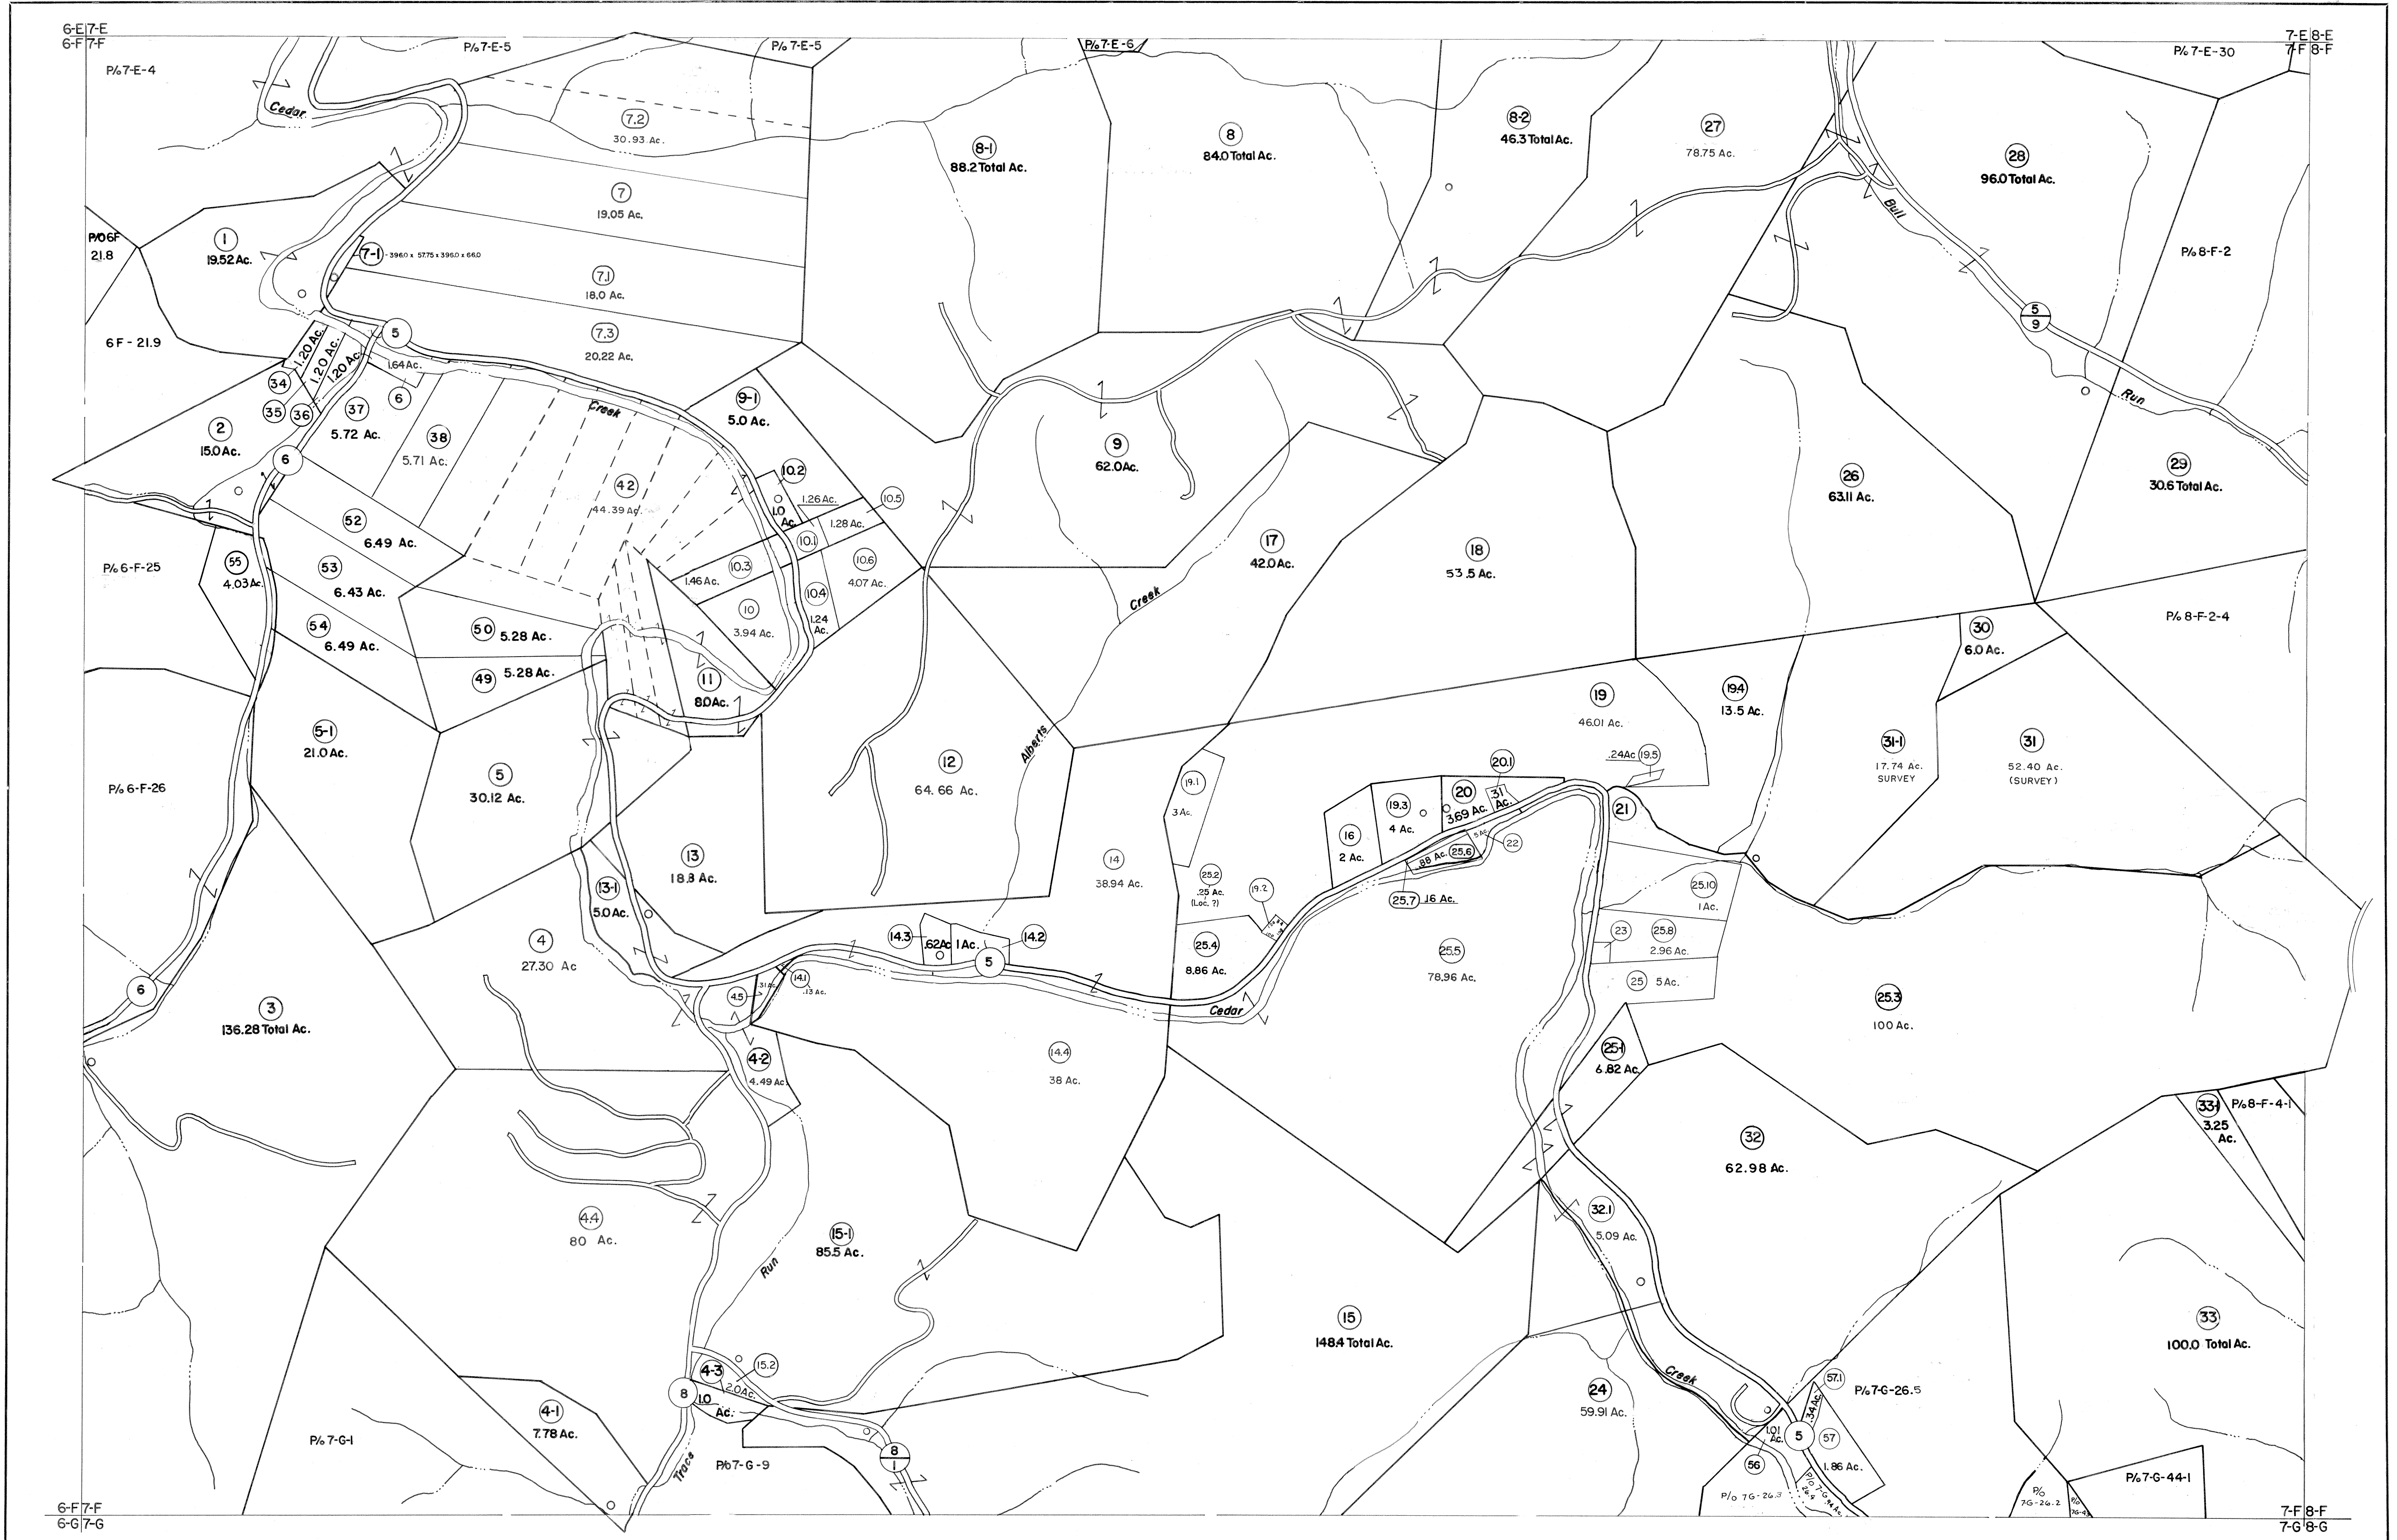 6-E 7-E
6-F 7-F
7-E 8-E
7-F 8-F
P/o 7-E-4
P/o 7-E-5
P/o 7-E-5
P/o 7-E-6
P/o 7-E-30
Cedar
7.2
30.93 Ac.
8-1
88.2 Total Ac.
8
84.0 Total Ac.
8-2
46.3 Total Ac.
27
78.75 Ac.
28
96.0 Total Ac.
7
19.05 Ac.
Bull
P/o 6F
21.8
1
19.52 Ac.
7-1 - 396.0 x 57.75 x 396.0 x 66.0
P/o 8-F-2
7.1
18.0 Ac.
5
9
5
7.3
20.22 Ac.
6F-21.9
1.20 Ac.
1.20 Ac.
1.20 Ac.
1.64 Ac.
34
35
36
6
37
5.72 Ac.
Creek
9-1
5.0 Ac.
Run
2
15.0 Ac.
38
5.71 Ac.
9
62.0 Ac.
6
26
63.11 Ac.
29
30.6 Total Ac.
42
44.39 Ac.
10.2
1.0
Ac.
1.26 Ac.
10.5
1.28 Ac.
52
6.49 Ac.
10.1
17
42.0 Ac.
18
53.5 Ac.
P/o 6-F-25
55
4.03 Ac.
53
6.43 Ac.
1.46 Ac.
10.3
10.6
4.07 Ac.
10.4
1.24
Ac.
10
3.94 Ac.
Creek
P/o 8-F-2-4
54
6.49 Ac.
50
5.28 Ac.
30
6.0 Ac.
49
5.28 Ac.
11
8.0 Ac.
19
46.01 Ac.
19.4
13.5 Ac.
5-1
21.0 Ac.
Alberts
31-1
17.74 Ac.
SURVEY
31
52.40 Ac.
(SURVEY)
.24 Ac
19.5
P/o 6-F-26
5
30.12 Ac.
12
64.66 Ac.
19.1
3 Ac.
20.1
20
3.69 Ac.
.31
Ac.
19.3
4 Ac.
21
16
2 Ac.
22
.88 Ac.
25.6
25.7
.16 Ac.
13
18.8 Ac.
14
38.94 Ac.
25.2
.25 Ac.
(Loc. ?)
19.2
25.10
1 Ac.
13-1
5.0 Ac.
23
25.8
2.96 Ac.
4
27.30 Ac
14.3
.62 Ac
1 Ac.
14.2
5
25.4
8.86 Ac.
25.5
78.96 Ac.
25
5 Ac.
6
4.5
.31 Ac.
14.1
.13 Ac.
Cedar
25.3
100 Ac.
3
136.28 Total Ac.
4-2
4.49 Ac.
14.4
38 Ac.
25-1
6.82 Ac.
33-1
3.25
Ac.
P/o 8-F-4-1
32
62.98 Ac.
4.4
80 Ac.
15-1
85.5 Ac.
32.1
5.09 Ac.
Run
15
148.4 Total Ac.
33
100.0 Total Ac.
4-3
15.2
2.0 Ac.
8
1.0
Ac.
Creek
24
59.91 Ac.
57.1
.34 Ac.
P/o 7-G-26.5
4-1
7.78 Ac.
P/o 7-G-1
8
1
1.01
Ac.
5
57
1.86 Ac.
56
Trace
P/o 7-G-9
P/o 7G-26.3
P/o 7-G
26.4
P/o
7G-26.2
P/o 7-G-44-1
6-F 7-F
6-G 7-G
7-F 8-F
7-G 8-G